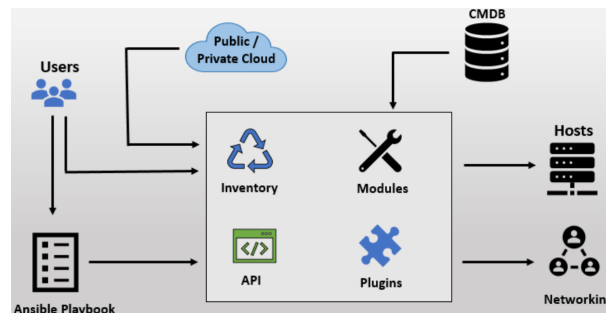 CMDB
Public /
Private Cloud
Users
Hosts
Inventory
Modules
</>
API
Plugins
Ansible Playbook
Networkin